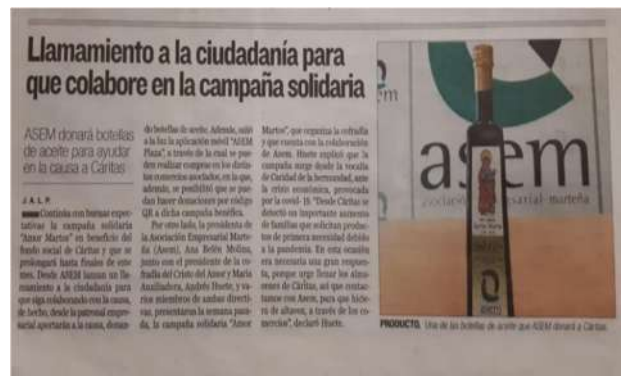 Llamamiento a la ciudadanía para
que colabore en la campaña solidaria
ASEM donará botellas
de aceite para ayudar
en la causa a Cáritas
J. A. L. P.
Continúa con buenas expec-
tativas la campaña solidaria
"Amor Martos" en beneficio del
fondo social de Cáritas y que se
prolongará hasta finales de este
mes. Desde ASEM lanzan un lla-
mamiento a la ciudadanía para
que siga colaborando con la causa,
de hecho, desde la patronal empre-
sarial aportarán a la causa, donan-
do botellas de aceite. Además, salió
a la luz la aplicación móvil "ASEM
Plaza", a través de la cual se pue-
den realizar compras en los distin-
tos comercios asociados, en la que,
además, se posibilitó que se pue-
dan hacer donaciones por código
QR a dicha campaña benéfica.
Por otro lado, la presidenta de
la Asociación Empresarial Marte-
ña (Asem), Ana Belén Molina,
junto con el presidente de la co-
fradía del Cristo del Amor y María
Auxiliadora, Andrés Huete, y va-
rios miembros de ambas directi-
vas, presentaron la semana pasa-
da, la campaña solidaria "Amor
Martos", que organiza la cofradía
y que cuenta con la colaboración
de Asem. Huete explicó que la
campaña surge desde la vocalía
de Caridad de la hermandad, ante
la crisis económica, provocada
por la covid-19. "Desde Cáritas se
detectó un importante aumento
de familias que solicitan produc-
tos de primera necesidad debido
a la pandemia. En esta ocasión
era necesaria una gran respues-
ta, porque urge llenar los alma-
cenes de Cáritas, así que contac-
tamos con Asem, para que hicie-
ra de altavoz, a través de los co-
mercios", declaró Huete.
em
asem
asociación empresarial marteña
PRODUCTO. Una de las botellas de aceite que ASEM donará a Cáritas.